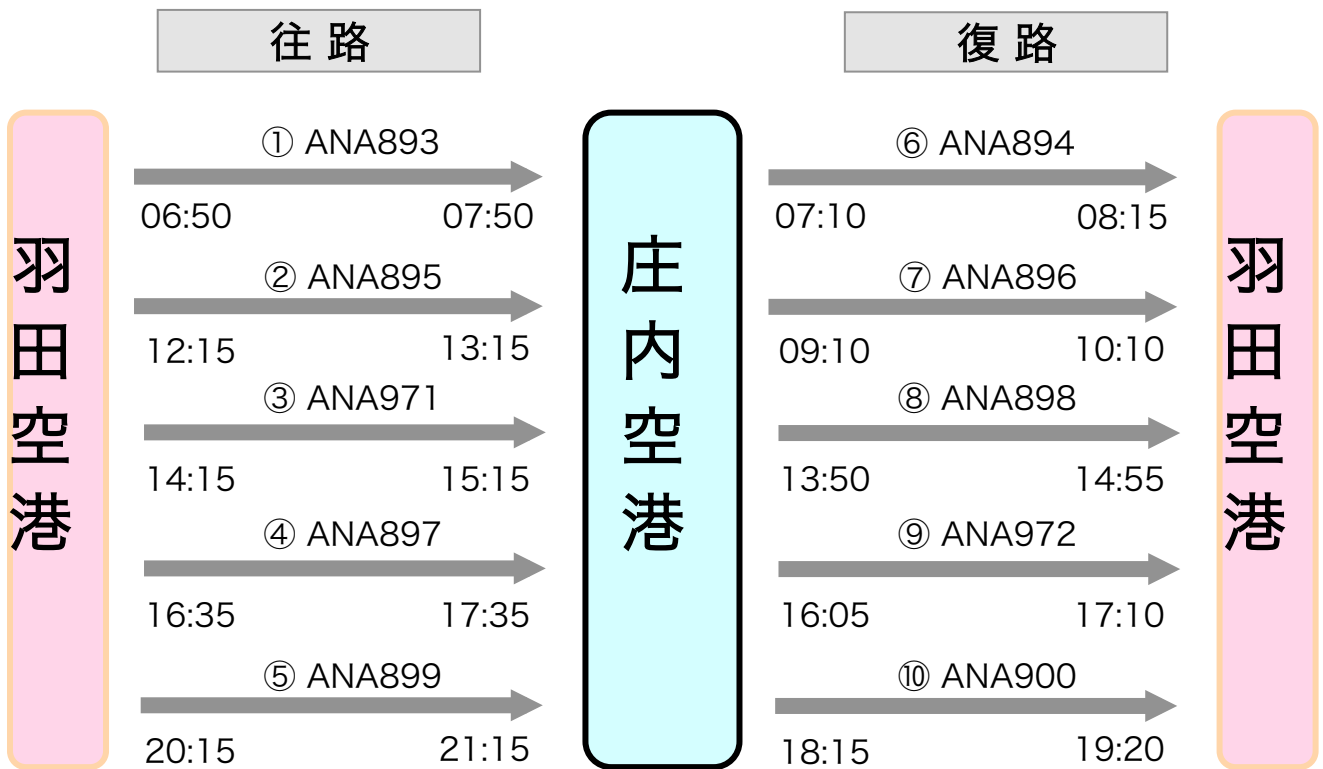 往路
復路
羽田空港
① ANA893
06:50 07:50
② ANA895
12:15 13:15
③ ANA971
14:15 15:15
④ ANA897
16:35 17:35
⑤ ANA899
20:15 21:15
庄内空港
⑥ ANA894
07:10 08:15
⑦ ANA896
09:10 10:10
⑧ ANA898
13:50 14:55
⑨ ANA972
16:05 17:10
⑩ ANA900
18:15 19:20
羽田空港